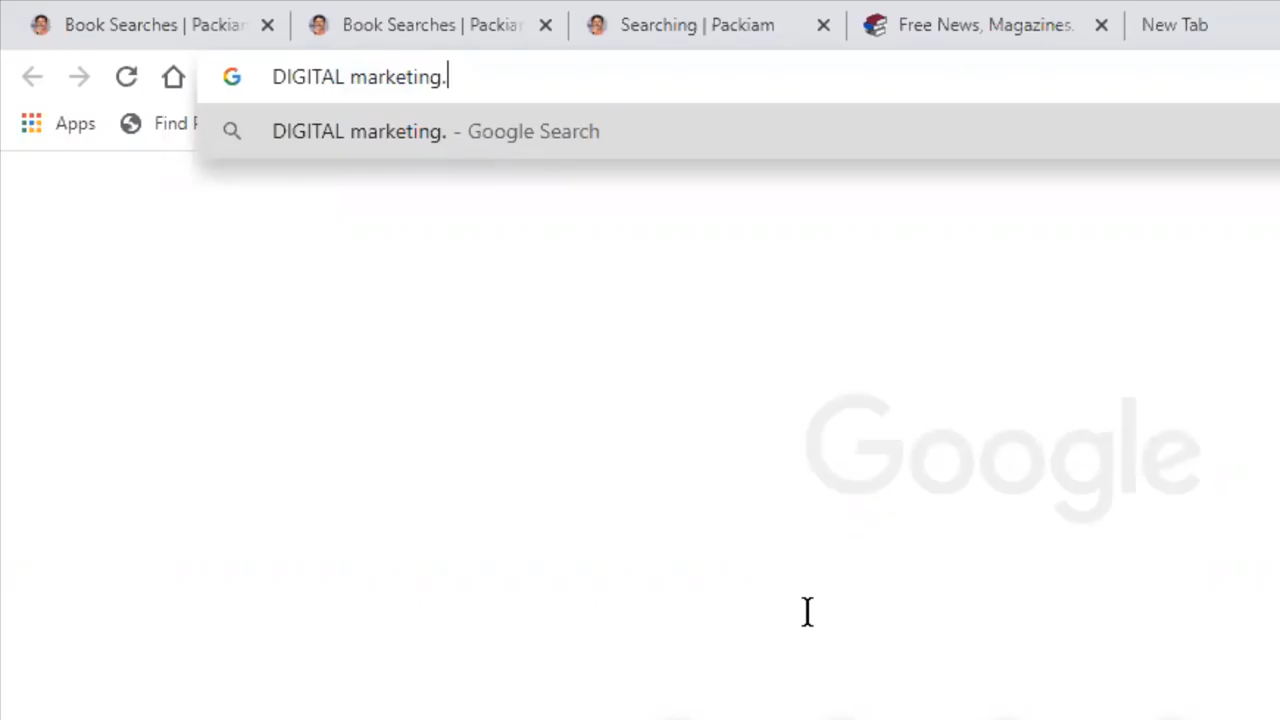 Book Searches | Packiam
Book Searches | Packiar
Searching | Packiam
Free News, Magazines.
New Tab
DIGITAL marketing.
Apps
Find
DIGITAL marketing. - Google Search
Google